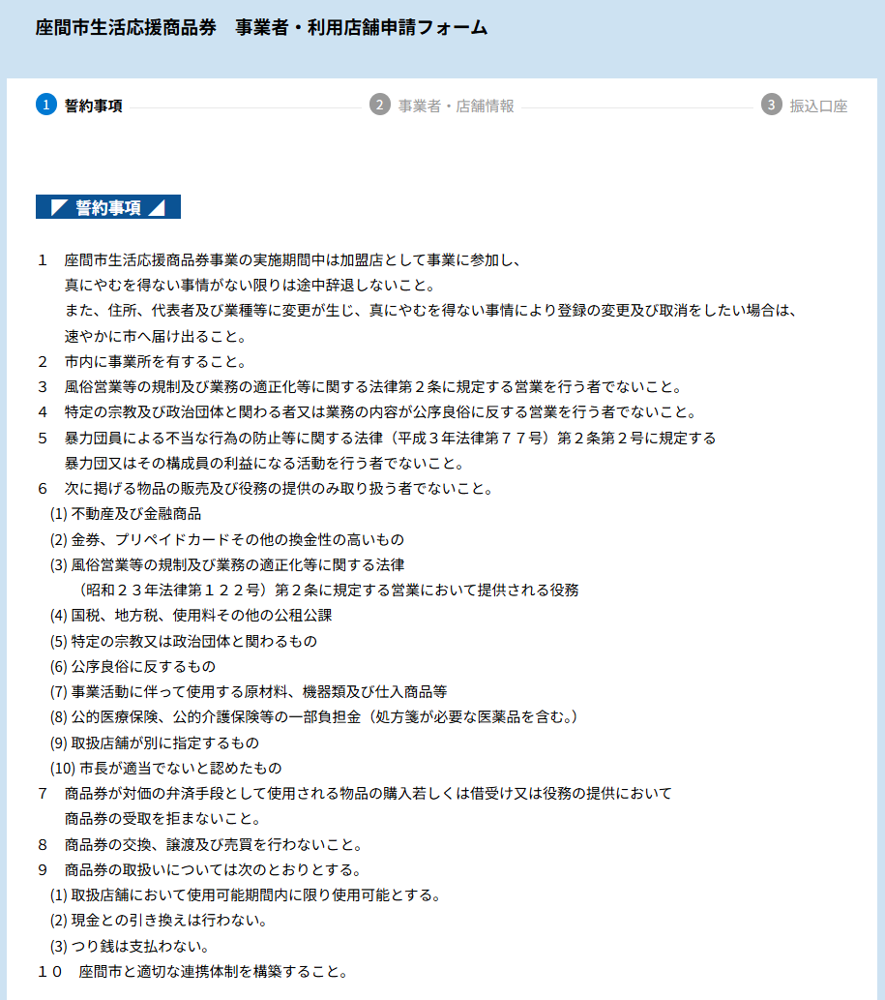 座間市生活応援商品券　事業者・利用店舗申請フォーム
1 誓約事項 2 事業者・店舗情報 3 振込口座
◤ 誓約事項 ◢
１　座間市生活応援商品券事業の実施期間中は加盟店として事業に参加し、
真にやむを得ない事情がない限りは途中辞退しないこと。
また、住所、代表者及び業種等に変更が生じ、真にやむを得ない事情により登録の変更及び取消をしたい場合は、
速やかに市へ届け出ること。
２　市内に事業所を有すること。
３　風俗営業等の規制及び業務の適正化等に関する法律第２条に規定する営業を行う者でないこと。
４　特定の宗教及び政治団体と関わる者又は業務の内容が公序良俗に反する営業を行う者でないこと。
５　暴力団員による不当な行為の防止等に関する法律（平成３年法律第７７号）第２条第２号に規定する
暴力団又はその構成員の利益になる活動を行う者でないこと。
６　次に掲げる物品の販売及び役務の提供のみ取り扱う者でないこと。
(1) 不動産及び金融商品
(2) 金券、プリペイドカードその他の換金性の高いもの
(3) 風俗営業等の規制及び業務の適正化等に関する法律
（昭和２３年法律第１２２号）第２条に規定する営業において提供される役務
(4) 国税、地方税、使用料その他の公租公課
(5) 特定の宗教又は政治団体と関わるもの
(6) 公序良俗に反するもの
(7) 事業活動に伴って使用する原材料、機器類及び仕入商品等
(8) 公的医療保険、公的介護保険等の一部負担金（処方箋が必要な医薬品を含む。）
(9) 取扱店舗が別に指定するもの
(10) 市長が適当でないと認めたもの
７　商品券が対価の弁済手段として使用される物品の購入若しくは借受け又は役務の提供において
商品券の受取を拒まないこと。
８　商品券の交換、譲渡及び売買を行わないこと。
９　商品券の取扱いについては次のとおりとする。
(1) 取扱店舗において使用可能期間内に限り使用可能とする。
(2) 現金との引き換えは行わない。
(3) つり銭は支払わない。
１０　座間市と適切な連携体制を構築すること。